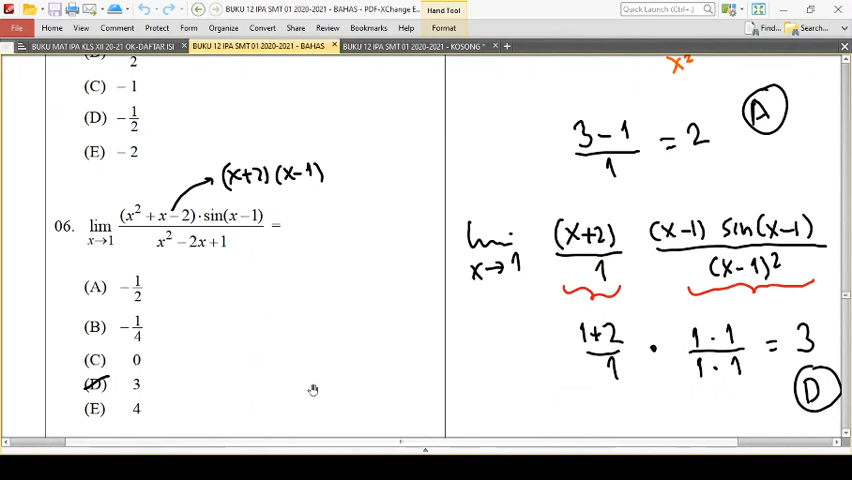 BUKU 12 IPA SMT 01 2020-2021 - BAHAS - PDF-XChange E...
Hand Tool
Quick Launch (Ctrl+.)
File Home Convert Share Review View Bookmarks Help Format Find... Search...
BUKU MAT IPA KLS XII 20-21 OK-DAFTAR ISI × BUKU 12 IPA SMT 01 2020-2021 - BAHAS × BUKU 12 IPA SMT 01 2020-2021 - KOSONG * ×
2
(C) – 1
(D) – 1/2
(E) – 2
x²
(3 – 1)/1 = 2 A
(x+2)(x–1)
06. lim x→1 ((x² + x – 2)·sin(x – 1))/(x² – 2x + 1) =
(A) – 1/2
(B) – 1/4
(C) 0
(D) 3
(E) 4
lim x→1 (x+2)/1 (x–1) sin(x–1)/(x–1)²
(1+2)/1 · (1·1)/(1·1) = 3
D